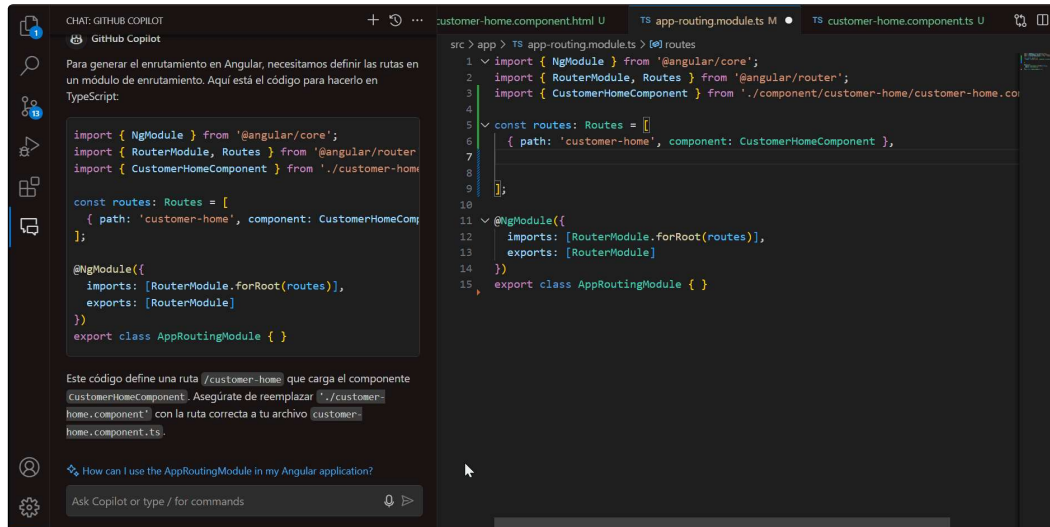 CHAT: GITHUB COPILOT
GitHub Copilot
Para generar el enrutamiento en Angular, necesitamos definir las rutas en
un módulo de enrutamiento. Aquí está el código para hacerlo en
TypeScript:
import { NgModule } from '@angular/core';
import { RouterModule, Routes } from '@angular/router
import { CustomerHomeComponent } from './customer-home
const routes: Routes = [
{ path: 'customer-home', component: CustomerHomeComp
];
@NgModule({
imports: [RouterModule.forRoot(routes)],
exports: [RouterModule]
})
export class AppRoutingModule { }
Este código define una ruta /customer-home que carga el componente
CustomerHomeComponent. Asegúrate de reemplazar './customer-
home.component' con la ruta correcta a tu archivo customer-
home.component.ts.
How can I use the AppRoutingModule in my Angular application?
Ask Copilot or type / for commands
1
13
customer-home.component.html U
TS app-routing.module.ts M
TS customer-home.component.ts U
src > app > TS app-routing.module.ts > routes
1 import { NgModule } from '@angular/core';
2 import { RouterModule, Routes } from '@angular/router';
3 import { CustomerHomeComponent } from './component/customer-home/customer-home.co
4
5 const routes: Routes = [
6 { path: 'customer-home', component: CustomerHomeComponent },
7
8
9 ];
10
11 @NgModule({
12 imports: [RouterModule.forRoot(routes)],
13 exports: [RouterModule]
14 })
15 export class AppRoutingModule { }